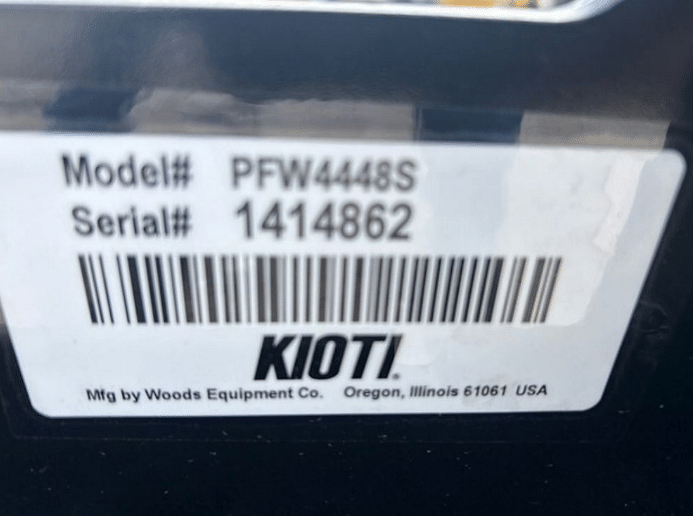 Model# PFW4448S
Serial# 1414862
KIOTI.
Mfg by Woods Equipment Co. Oregon, Illinois 61061 USA